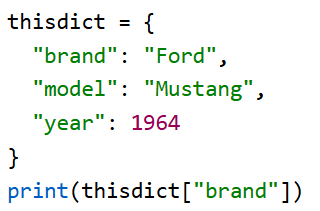 thisdict = {
  "brand": "Ford",
  "model": "Mustang",
  "year": 1964
}
print(thisdict["brand"])